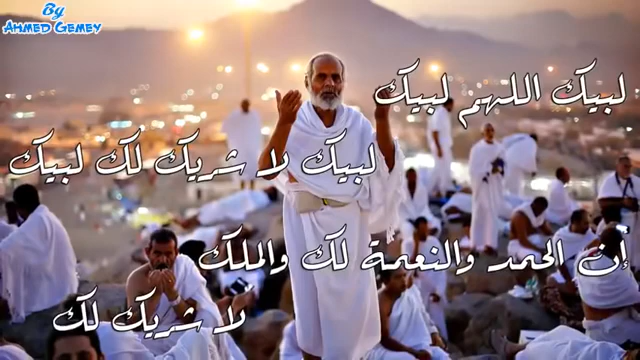 By
Ahmed Gemey
لبيك اللهم لبيك
لبيك لا شريك لك لبيك
إن الحمد والنعمة لك والملك
لا شريك لك